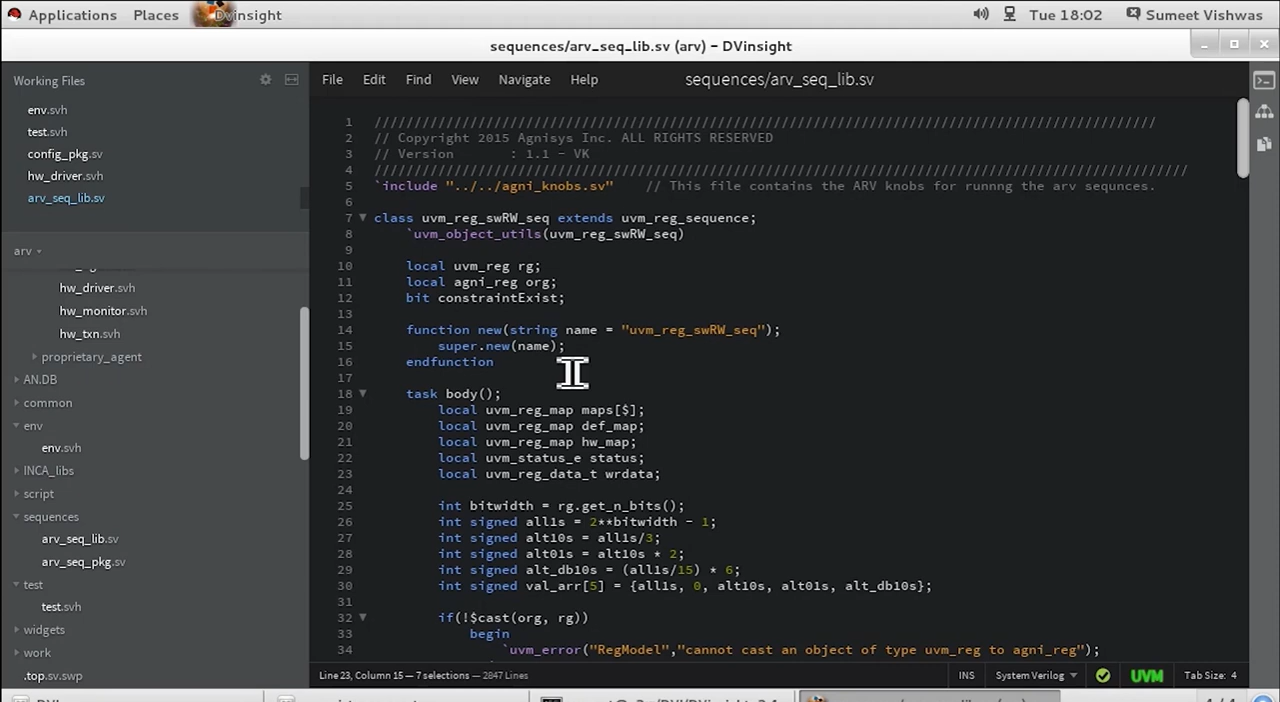 Applications Places Dvinsight Tue 18:02 Sumeet Vishwas
sequences/arv_seq_lib.sv (arv) - DVinsight
Working Files
env.svh
test.svh
config_pkg.sv
hw_driver.svh
arv_seq_lib.sv
arv
hw_driver.svh
hw_monitor.svh
hw_txn.svh
proprietary_agent
AN.DB
common
env
env.svh
INCA_libs
script
sequences
arv_seq_lib.sv
arv_seq_pkg.sv
test
test.svh
widgets
work
.top.sv.swp
File Edit Find View Navigate Help sequences/arv_seq_lib.sv
1 //////////////////////////////////////////////////////////////////////////////////////////////////
2 // Copyright 2015 Agnisys Inc. ALL RIGHTS RESERVED
3 // Version : 1.1 - VK
4 //////////////////////////////////////////////////////////////////////////////////////////////////////
5 `include "../../agni_knobs.sv" // This file contains the ARV knobs for runnng the arv sequnces.
6
7 class uvm_reg_swRW_seq extends uvm_reg_sequence;
8 `uvm_object_utils(uvm_reg_swRW_seq)
9
10 local uvm_reg rg;
11 local agni_reg org;
12 bit constraintExist;
13
14 function new(string name = "uvm_reg_swRW_seq");
15 super.new(name);
16 endfunction
17
18 task body();
19 local uvm_reg_map maps[$];
20 local uvm_reg_map def_map;
21 local uvm_reg_map hw_map;
22 local uvm_status_e status;
23 local uvm_reg_data_t wrdata;
24
25 int bitwidth = rg.get_n_bits();
26 int signed all1s = 2**bitwidth - 1;
27 int signed alt10s = all1s/3;
28 int signed alt01s = alt10s * 2;
29 int signed alt_db10s = (all1s/15) * 6;
30 int signed val_arr[5] = {all1s, 0, alt10s, alt01s, alt_db10s};
31
32 if(!$cast(org, rg))
33 begin
34 `uvm_error("RegModel","cannot cast an object of type uvm_reg to agni_reg");
Line 23, Column 15 — 7 selections — 2847 Lines INS System Verilog UVM Tab Size: 4